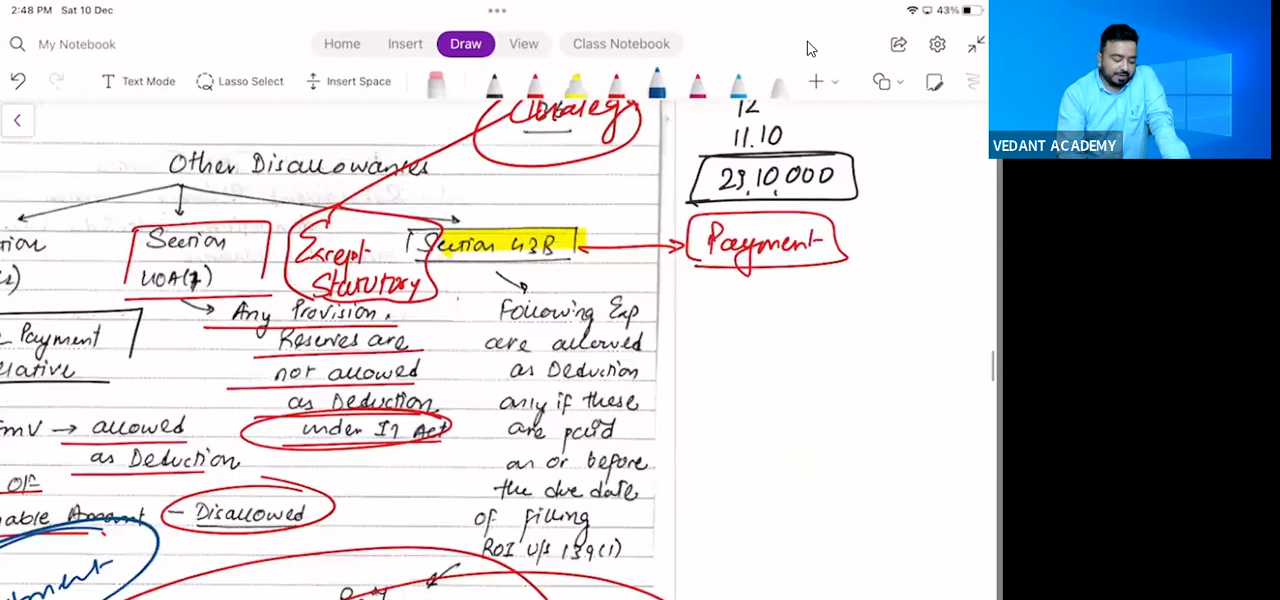 2:48 PM Sat 10 Dec
43%
My Notebook
Home Insert Draw View Class Notebook
Text Mode Lasso Select Insert Space
VEDANT ACADEMY
12
11.10
23,10,000
Payment
Other Disallowances
Section
40A(7)
Except
Statutory
Section 43B
Any Provision,
Reserves are
not allowed
as Deduction
under IT Act
Following Exp
are allowed
as Deduction
only if these
are paid
on or before
the due date
of filling
ROI u/s 139(1)
Payment
lative
FMV → allowed
as Deduction
nable Amount – Disallowed